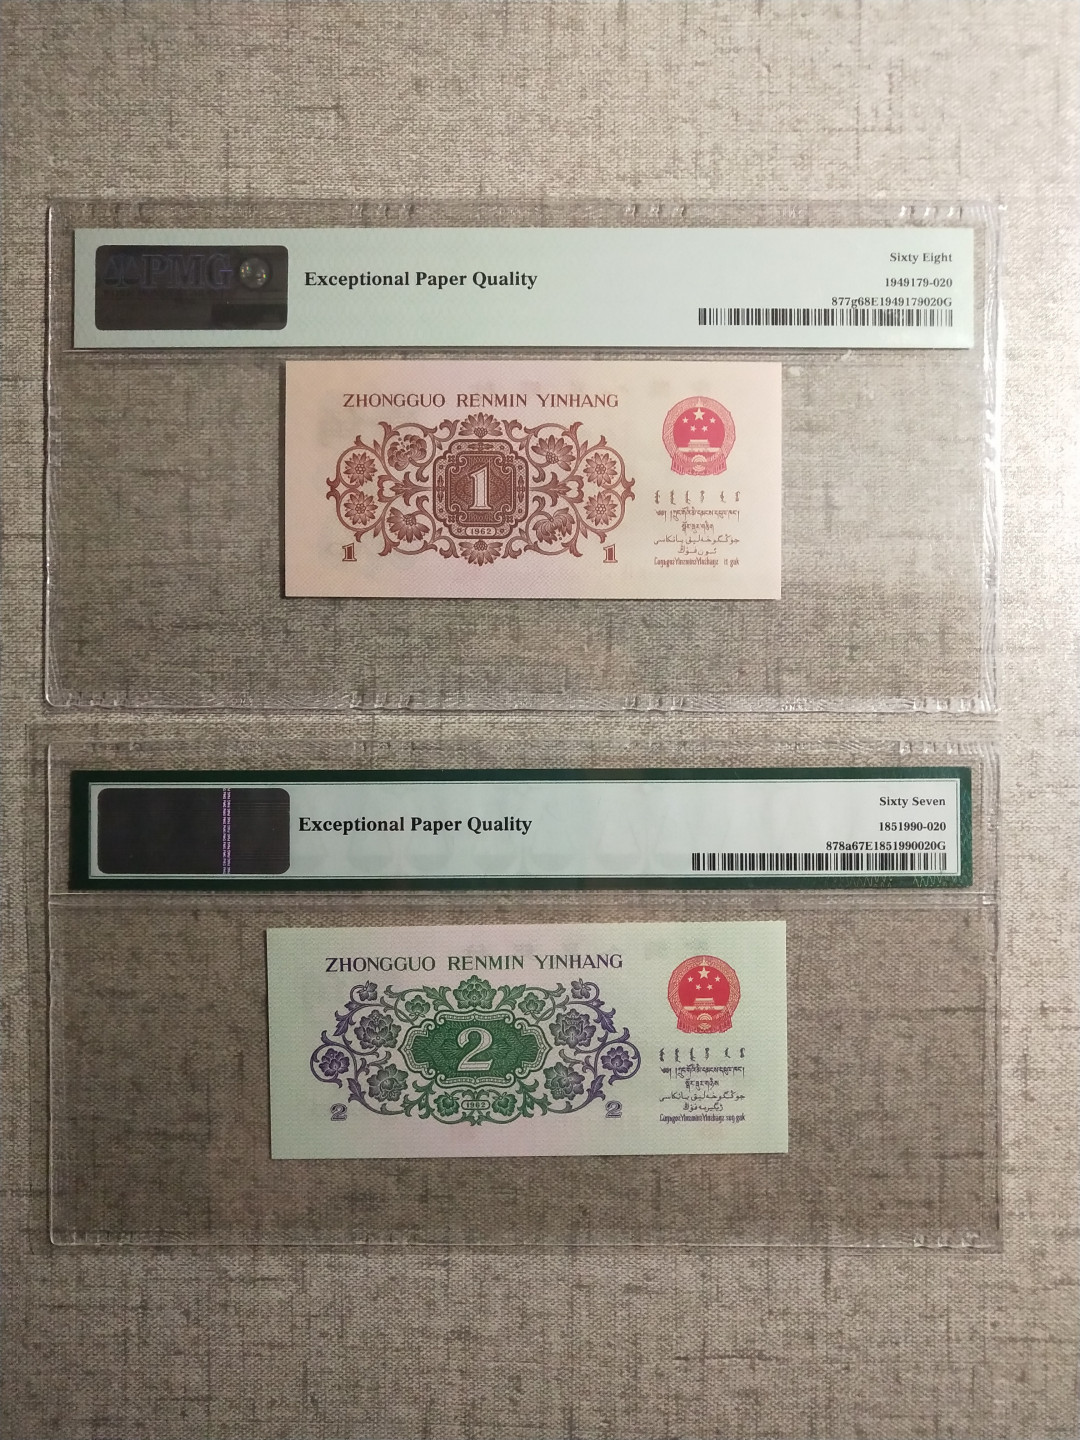 PMG
Exceptional Paper Quality
Sixty Eight
1949179-020
877g68E1949179020G
ZHONGGUO RENMIN YINHANG
1
1962
1
1
Exceptional Paper Quality
Sixty Seven
1851990-020
878a67E1851990020G
ZHONGGUO RENMIN YINHANG
2
1962
2
2